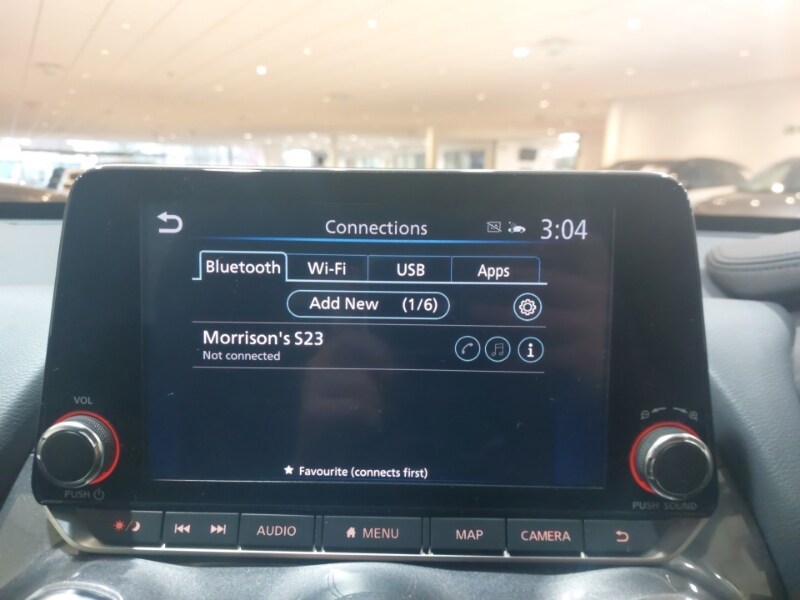 Connections 3:04
Bluetooth Wi-Fi USB Apps
Add New (1/6)
Morrison's S23
Not connected
★ Favourite (connects first)
VOL
PUSH
PUSH SOUND
AUDIO MENU MAP CAMERA